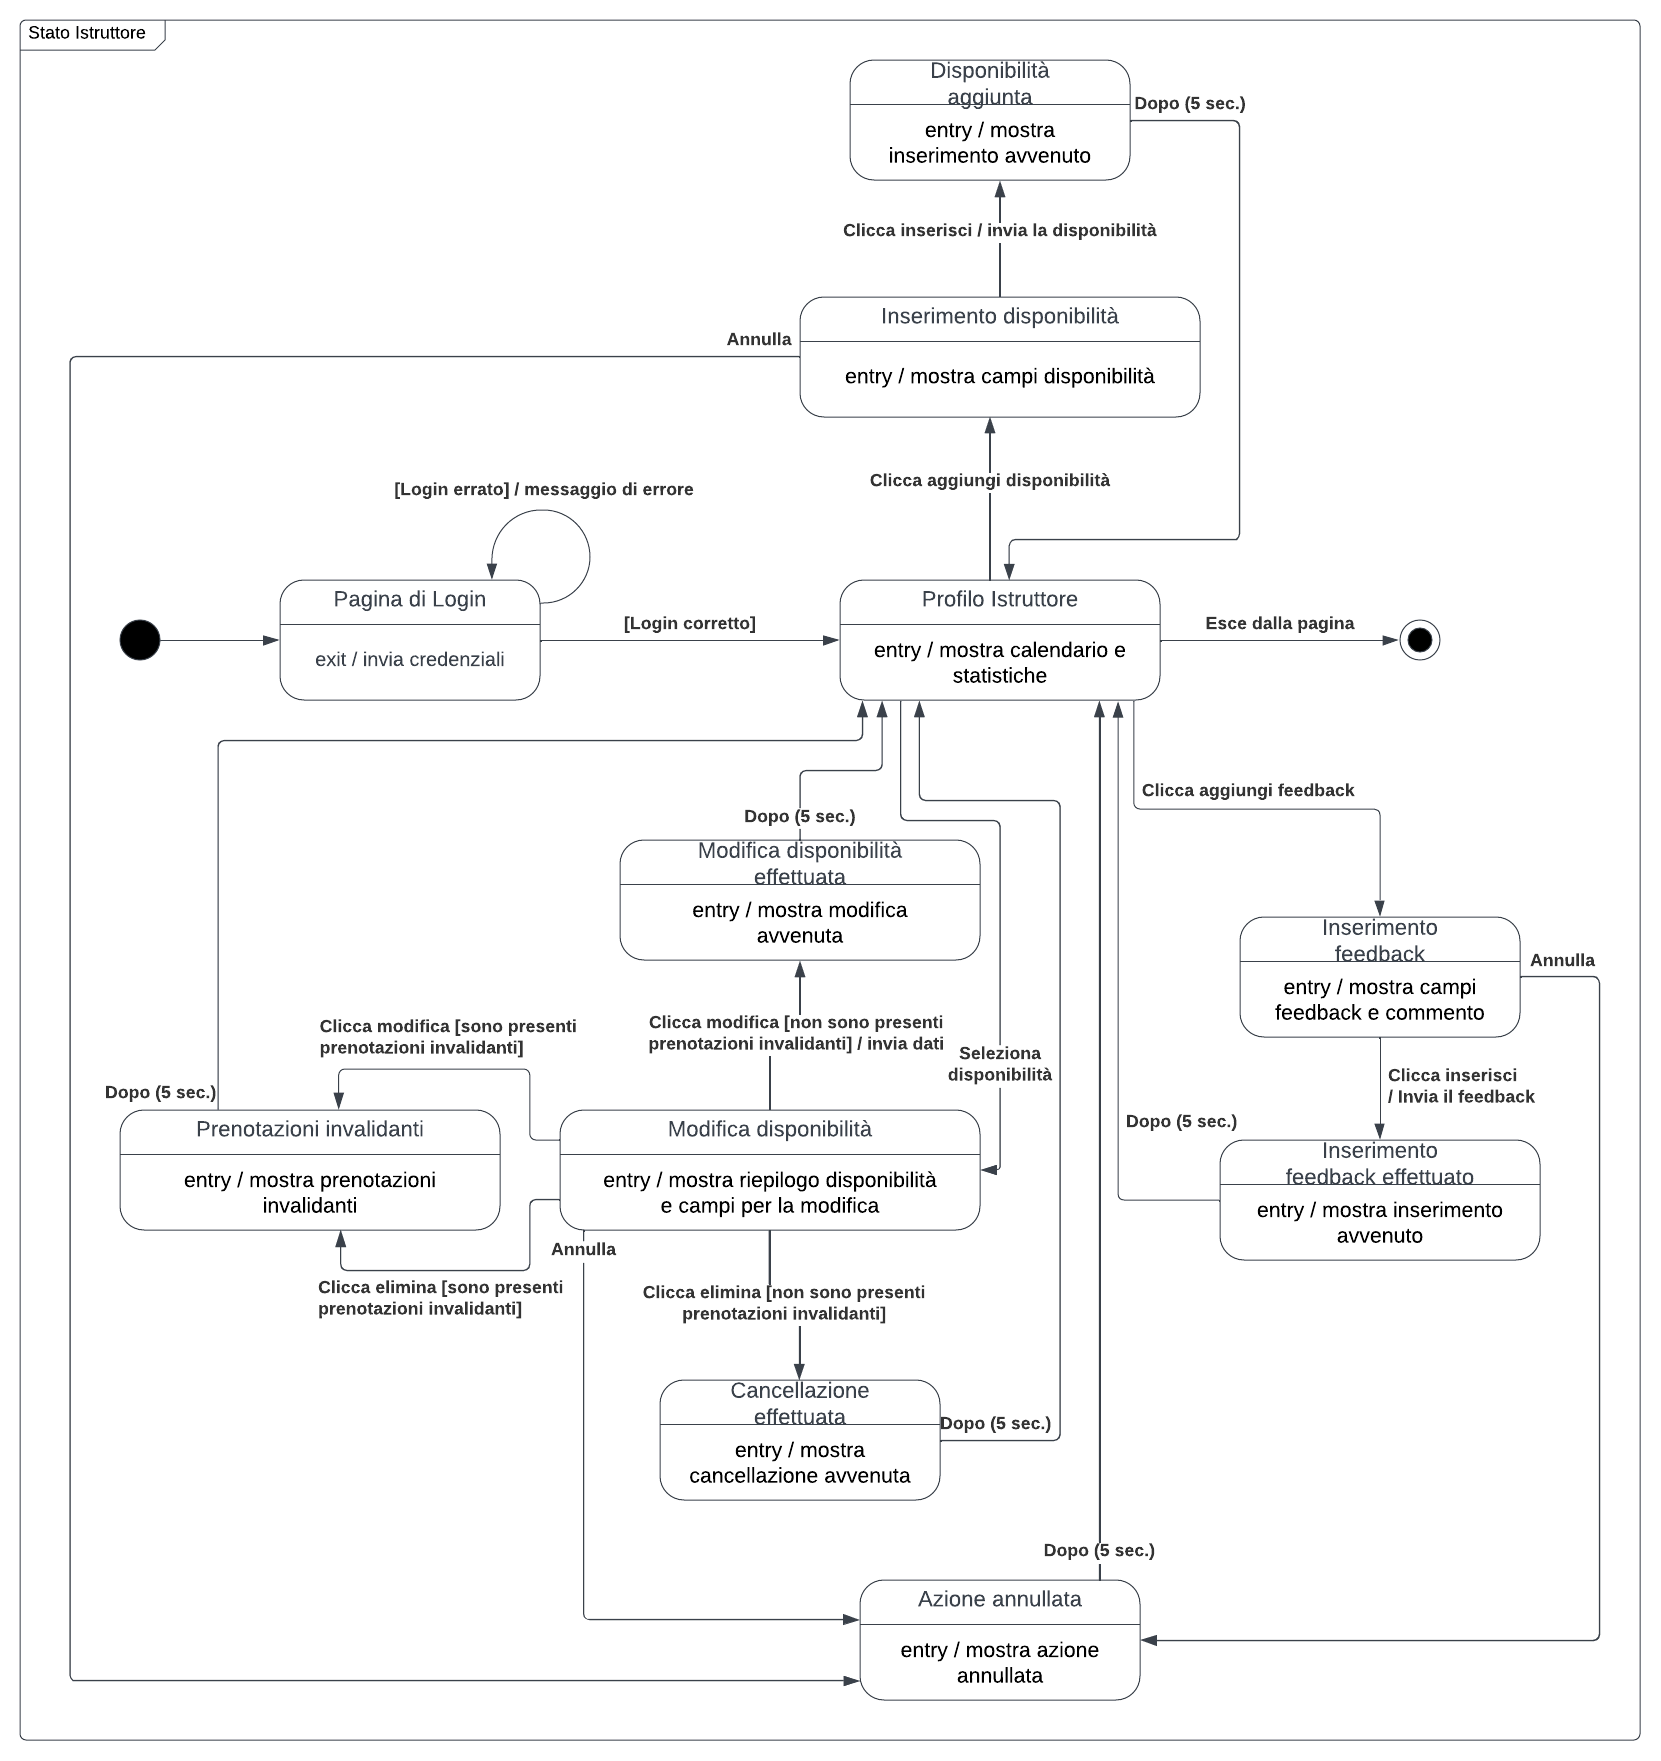 Stato Istruttore
Disponibilità
aggiunta
entry / mostra
inserimento avvenuto
Dopo (5 sec.)
Clicca inserisci / invia la disponibilità
Inserimento disponibilità
entry / mostra campi disponibilità
Annulla
Clicca aggiungi disponibilità
[Login errato] / messaggio di errore
Pagina di Login
exit / invia credenziali
[Login corretto]
Profilo Istruttore
entry / mostra calendario e
statistiche
Esce dalla pagina
Dopo (5 sec.)
Modifica disponibilità
effettuata
entry / mostra modifica
avvenuta
Clicca aggiungi feedback
Inserimento
feedback
entry / mostra campi
feedback e commento
Annulla
Clicca modifica [sono presenti
prenotazioni invalidanti]
Clicca modifica [non sono presenti
prenotazioni invalidanti] / invia dati
Seleziona
disponibilità
Clicca inserisci
/ Invia il feedback
Dopo (5 sec.)
Prenotazioni invalidanti
entry / mostra prenotazioni
invalidanti
Modifica disponibilità
entry / mostra riepilogo disponibilità
e campi per la modifica
Dopo (5 sec.)
Inserimento
feedback effettuato
entry / mostra inserimento
avvenuto
Annulla
Clicca elimina [sono presenti
prenotazioni invalidanti]
Clicca elimina [non sono presenti
prenotazioni invalidanti]
Cancellazione
effettuata
entry / mostra
cancellazione avvenuta
Dopo (5 sec.)
Dopo (5 sec.)
Azione annullata
entry / mostra azione
annullata